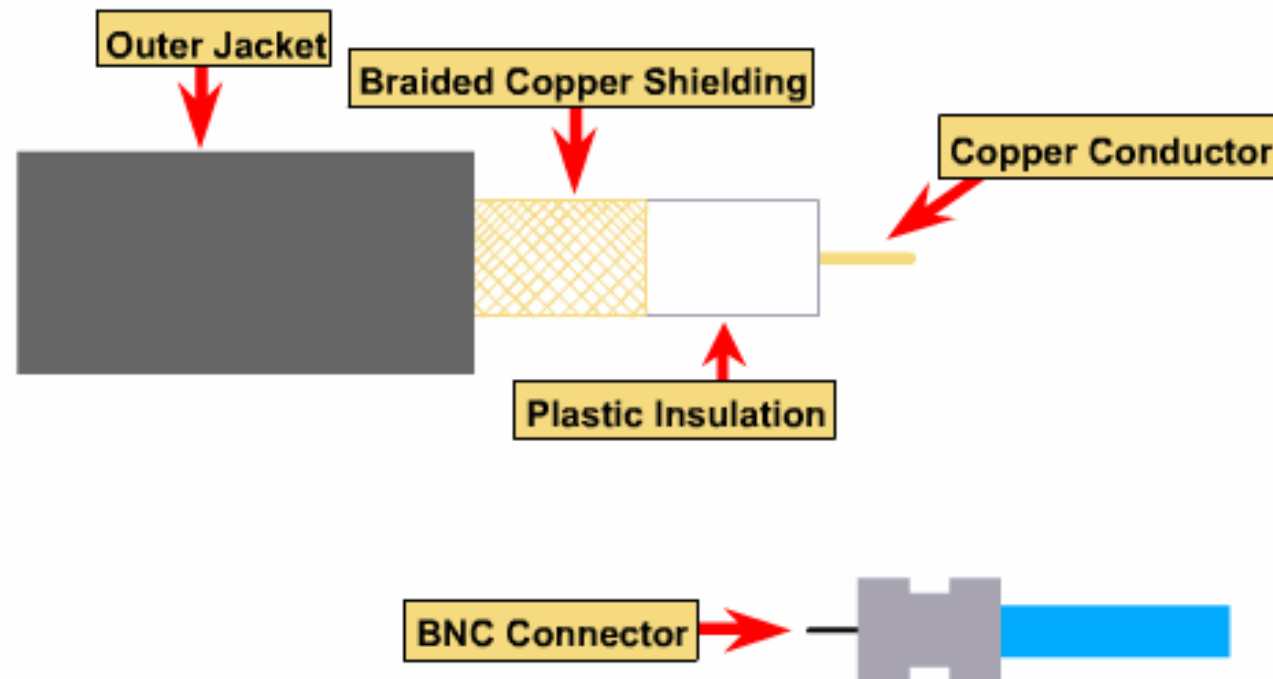 Outer Jacket
Braided Copper Shielding
Copper Conductor
Plastic Insulation
BNC Connector